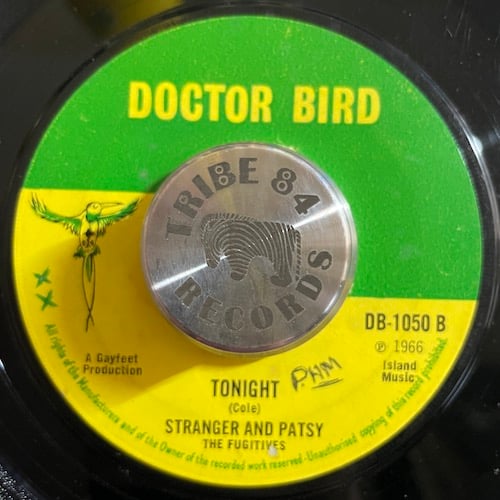 DOCTOR BIRD
TRIBE 84
RECORDS
DB-1050 B
℗ 1966
Island
Music
A Gayfeet
Production
TONIGHT
PHM
(Cole)
STRANGER AND PATSY
THE FUGITIVES
All rights of the Manufacturers and of the Owner of the recorded work reserved-Unauthorised copying of this record prohibited.